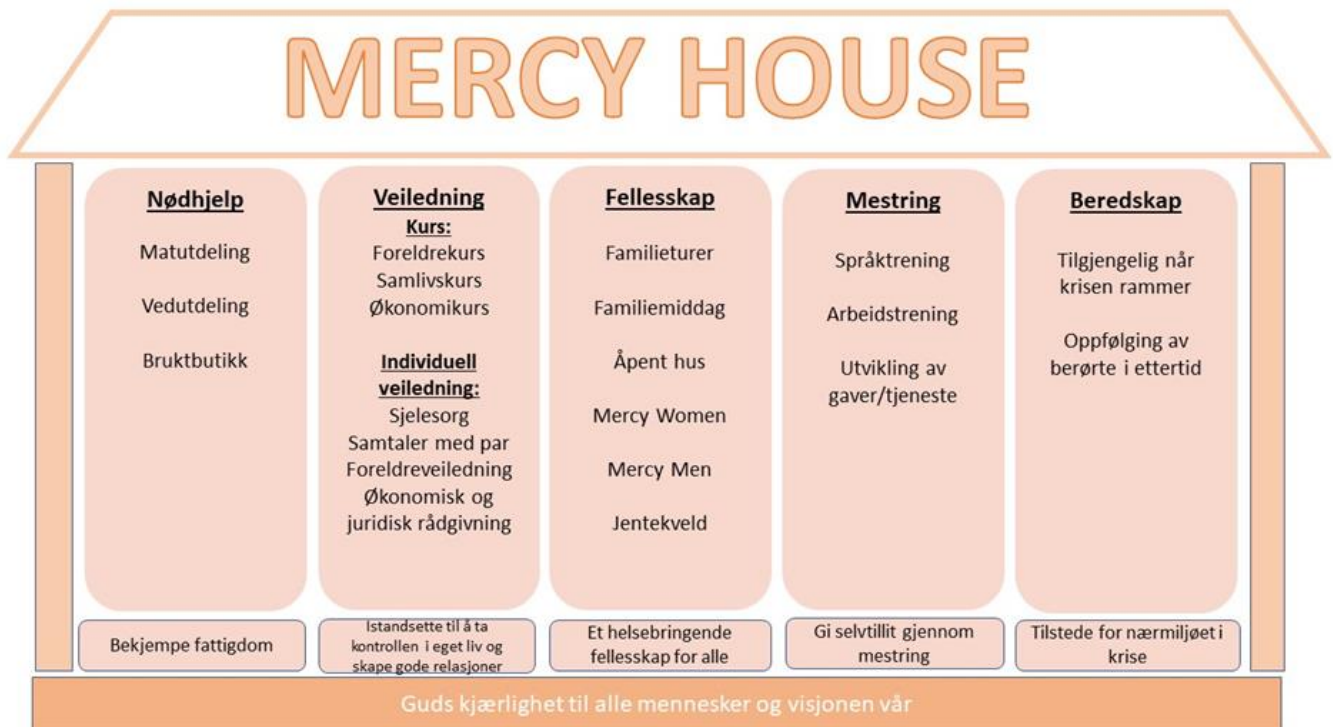 MERCY HOUSE
Nødhjelp
Matutdeling
Vedutdeling
Bruktbutikk
Bekjempe fattigdom
Veiledning
Kurs:
Foreldrekurs
Samlivskurs
Økonomikurs
Individuell
veiledning:
Sjelesorg
Samtaler med par
Foreldreveiledning
Økonomisk og
juridisk rådgivning
Istandsette til å ta
kontrollen i eget liv og
skape gode relasjoner
Fellesskap
Familieturer
Familiemiddag
Åpent hus
Mercy Women
Mercy Men
Jentekveld
Et helsebringende
fellesskap for alle
Mestring
Språktrening
Arbeidstrening
Utvikling av
gaver/tjeneste
Gi selvtillit gjennom
mestring
Beredskap
Tilgjengelig når
krisen rammer
Oppfølging av
berørte i ettertid
Tilstede for nærmiljøet i
krise
Guds kjærlighet til alle mennesker og visjonen vår